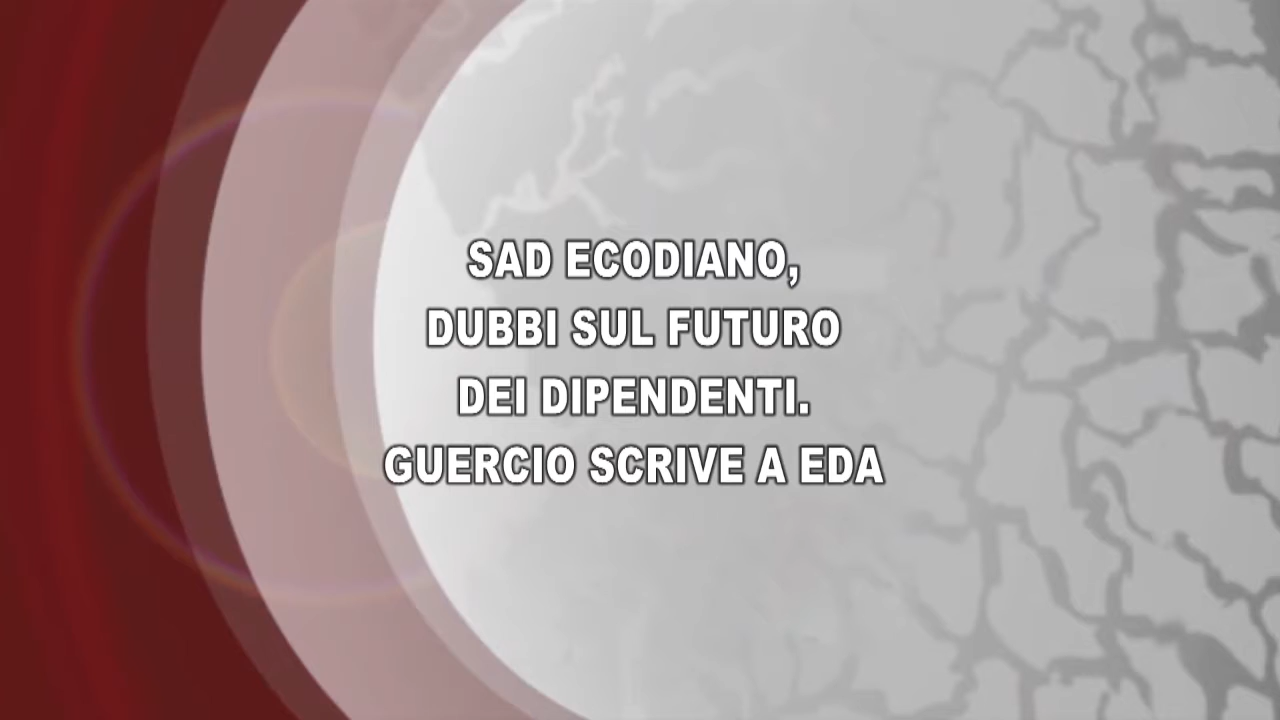 SAD ECODIANO,
DUBBI SUL FUTURO
DEI DIPENDENTI.
GUERCIO SCRIVE A EDA